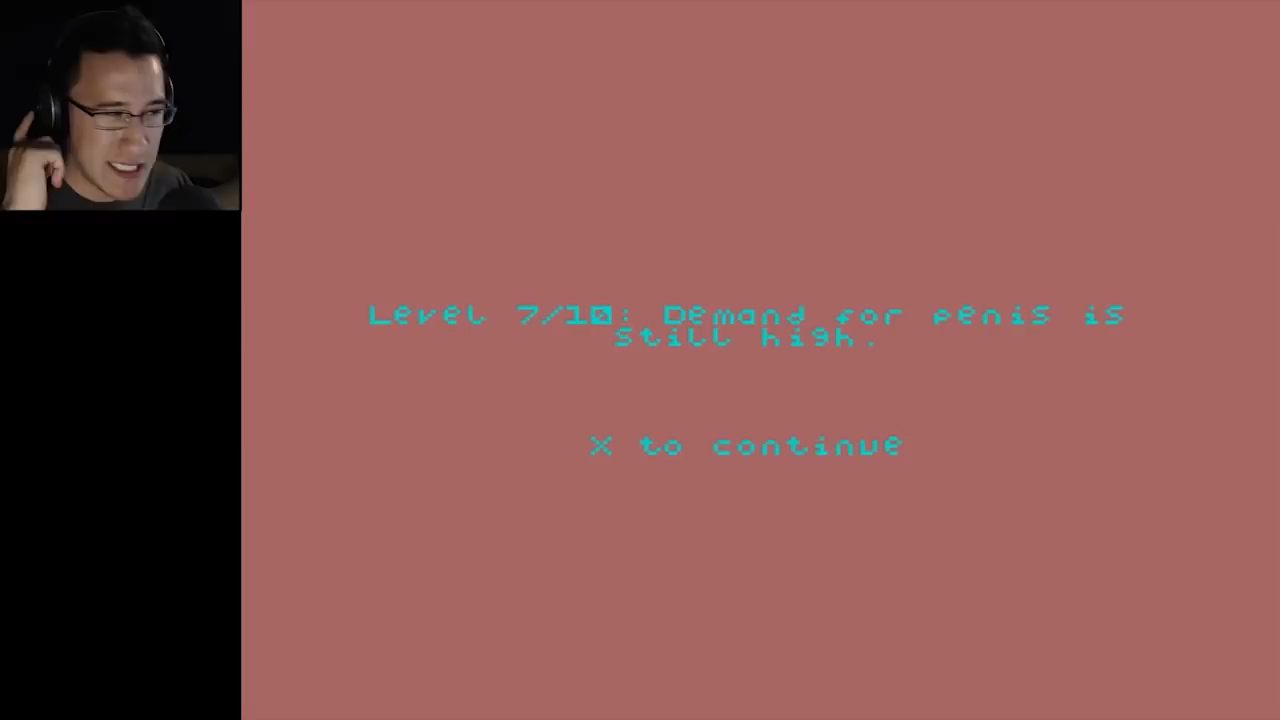 Level 7/10: Demand for penis is
still high.
X to continue